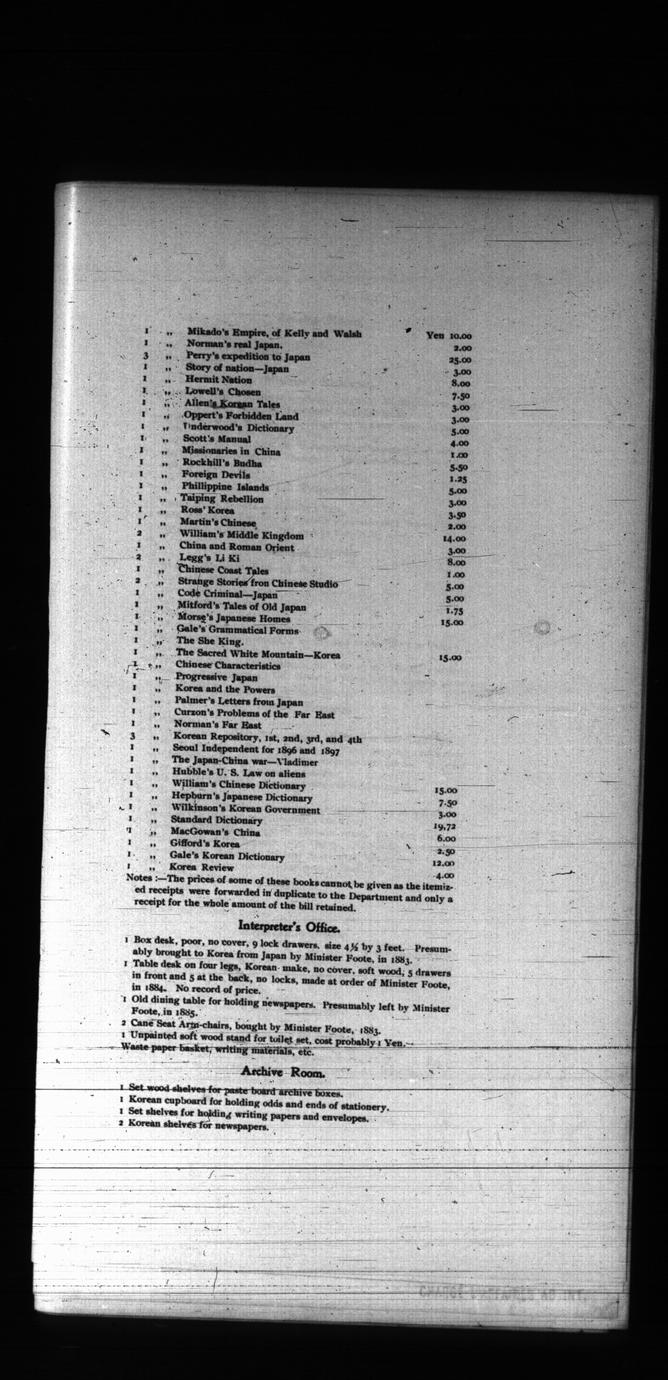 1 „ Mikado's Empire, of Kelly and Walsh Yen 10.00
1 „ Norman's real Japan. 2.00
3 „ Perry's expedition to Japan 25.00
1 „ Story of nation—Japan 3.00
1 „ Hermit Nation 8.00
1 „ Lowell's Chosen 7.50
1 „ Allen's Korean Tales 3.00
1 „ Oppert's Forbidden Land 3.00
1 „ Underwood's Dictionary 5.00
1 „ Scott's Manual 4.00
1 „ Missionaries in China 1.00
1 „ Rockhill's Budha 5.50
1 „ Foreign Devils 1.25
1 „ Phillippine Islands 5.00
1 „ Taiping Rebellion 3.00
1 „ Ross' Korea 3.50
1 „ Martin's Chinese 2.00
2 „ William's Middle Kingdom 14.00
1 „ China and Roman Orient 3.00
2 „ Legg's Li Ki 8.00
1 „ Chinese Coast Tales 1.00
2 „ Strange Stories fron Chinese Studio 5.00
1 „ Code Criminal—Japan 5.00
1 „ Mitford's Tales of Old Japan 1.75
1 „ Morse's Japanese Homes 15.00
1 „ Gale's Grammatical Forms
1 „ The She King.
1 „ The Sacred White Mountain—Korea 15.00
1 „ Chinese Characteristics
1 „ Progressive Japan
1 „ Korea and the Powers
1 „ Palmer's Letters from Japan
1 „ Curzon's Problems of the Far East
1 „ Norman's Far East
3 „ Korean Repository, 1st, 2nd, 3rd, and 4th
1 „ Seoul Independent for 1896 and 1897
1 „ The Japan-China war—Vladimer
1 „ Hubble's U. S. Law on aliens
1 „ William's Chinese Dictionary 15.00
1 „ Hepburn's Japanese Dictionary 7.50
1 „ Wilkinson's Korean Government 3.00
1 „ Standard Dictionary 19,72
1 „ MacGowan's China 6.00
1 „ Gifford's Korea 2.50
1 „ Gale's Korean Dictionary 12.00
1 „ Korea Review 4.00
Notes :—The prices of some of these books cannot be given as the itemiz-
ed receipts were forwarded in duplicate to the Department and only a
receipt for the whole amount of the bill retained.
Interpreter's Office.
1 Box desk, poor, no cover, 9 lock drawers, size 4½ by 3 feet. Presum-
ably brought to Korea from Japan by Minister Foote, in 1883.
1 Table desk on four legs, Korean make, no cover, soft wood, 5 drawers
in front and 5 at the back, no locks, made at order of Minister Foote,
in 1884. No record of price.
1 Old dining table for holding newspapers. Presumably left by Minister
Foote, in 1885.
2 Cane Seat Arm-chairs, bought by Minister Foote, 1883.
1 Unpainted soft wood stand for toilet set, cost probably 1 Yen.
Waste paper basket, writing materials, etc.
Archive Room.
1 Set wood shelves for paste board archive boxes.
1 Korean cupboard for holding odds and ends of stationery.
1 Set shelves for holding writing papers and envelopes.
2 Korean shelves for newspapers.
CHARGE D'AFFAIRES AD INT.